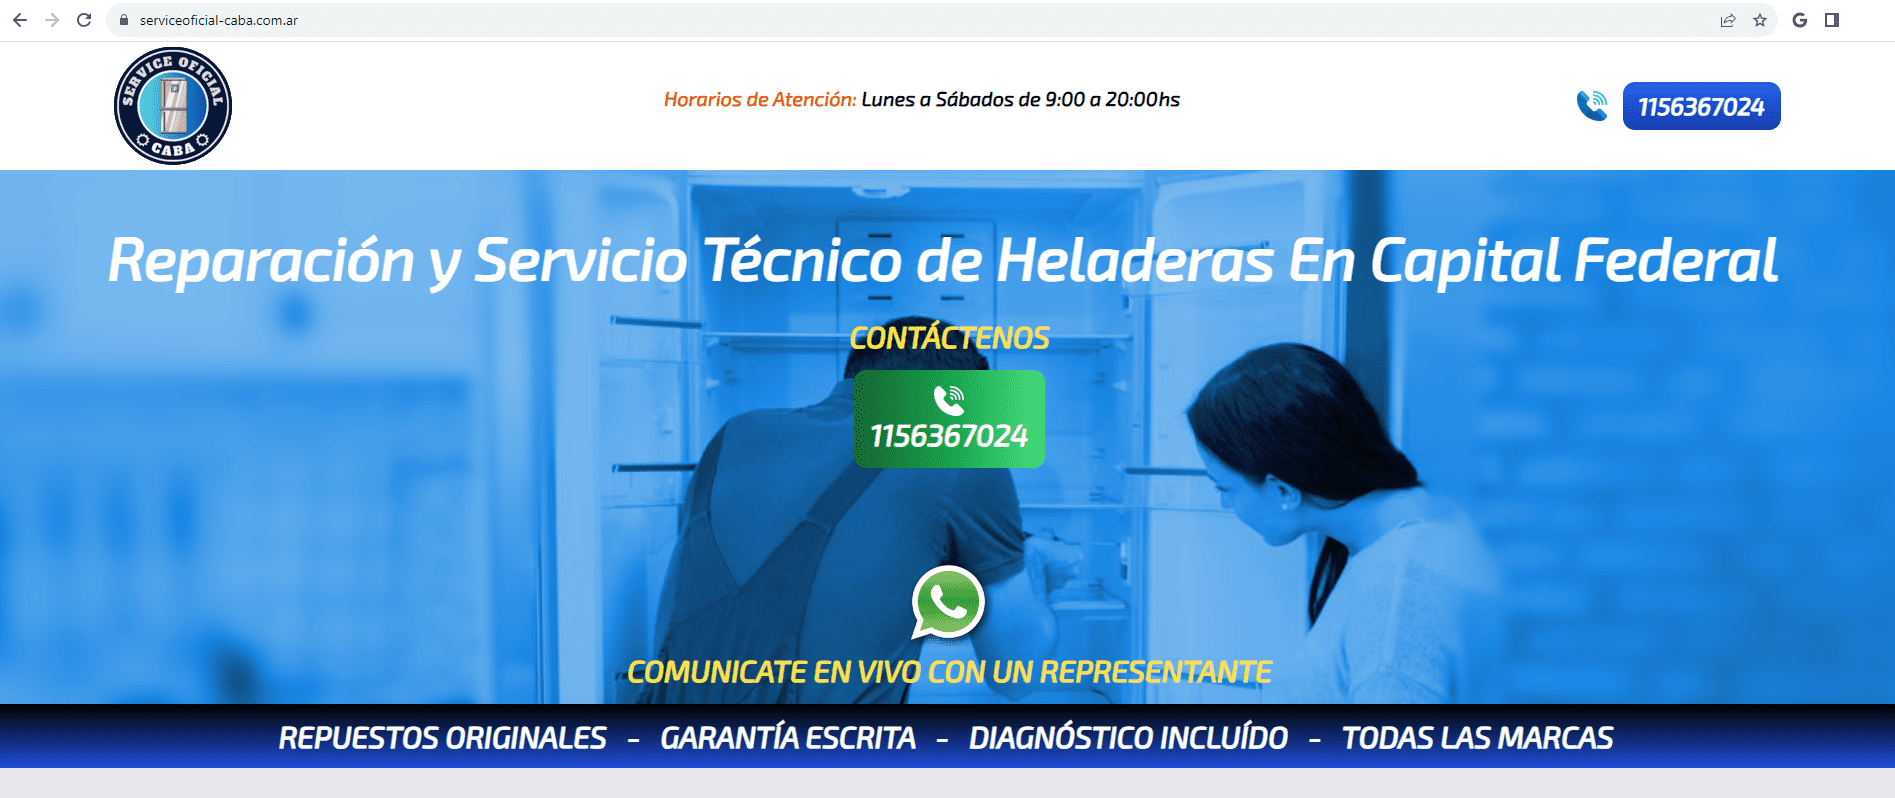 serviceoficial-caba.com.ar
SERVICE OFICIAL
CABA
Horarios de Atención: Lunes a Sábados de 9:00 a 20:00hs
1156367024
Reparación y Servicio Técnico de Heladeras En Capital Federal
CONTÁCTENOS
1156367024
COMUNICATE EN VIVO CON UN REPRESENTANTE
REPUESTOS ORIGINALES - GARANTÍA ESCRITA - DIAGNÓSTICO INCLUÍDO - TODAS LAS MARCAS